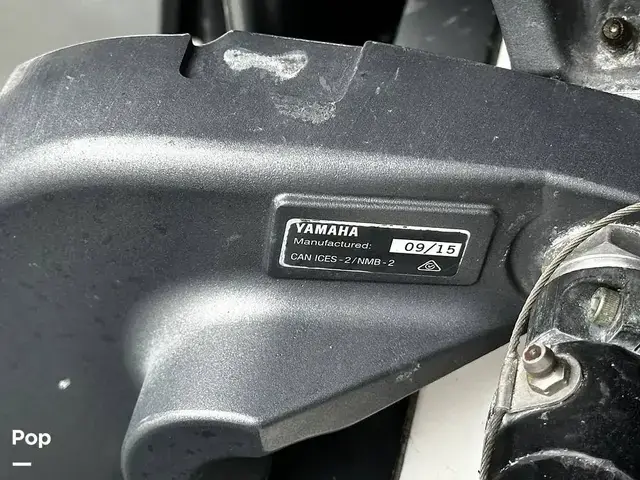 YAMAHA
Manufactured: 09/15
CAN ICES-2/NMB-2
Pop